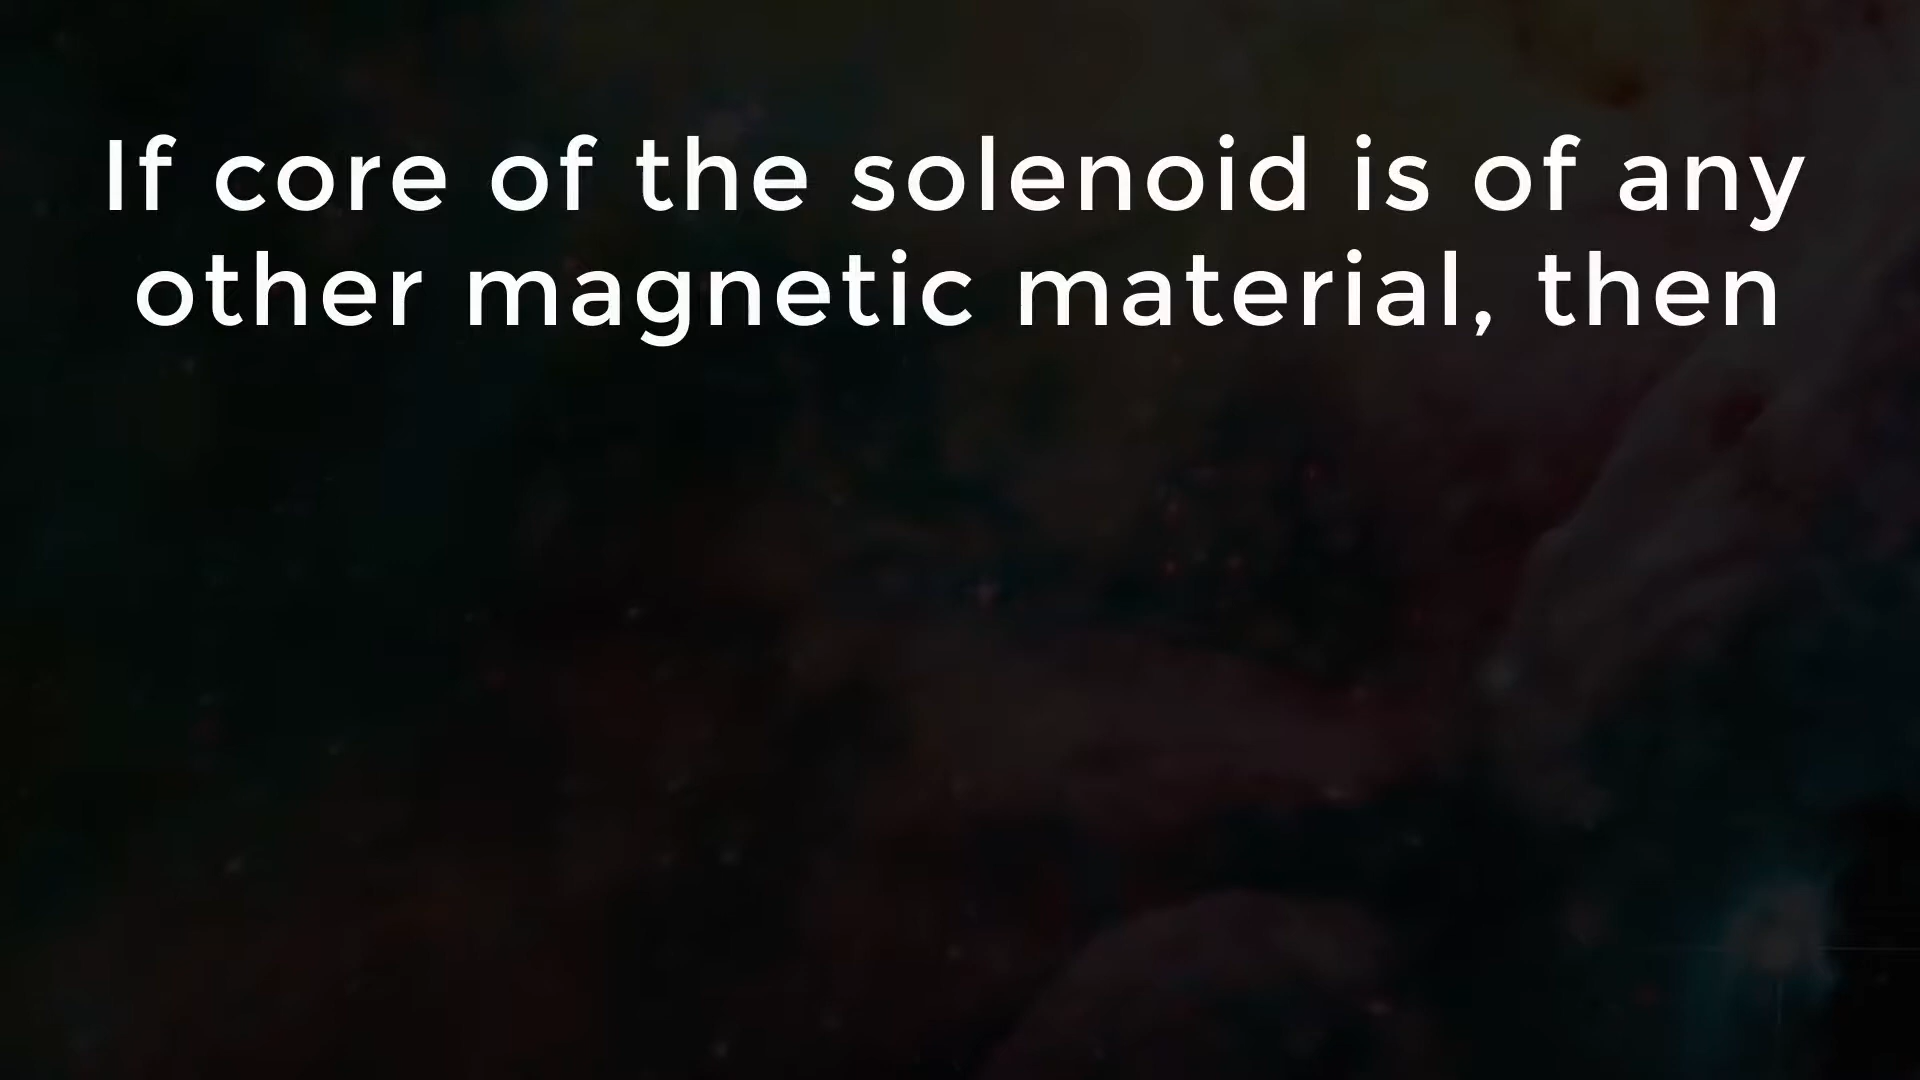 If core of the solenoid is of any
other magnetic material, then